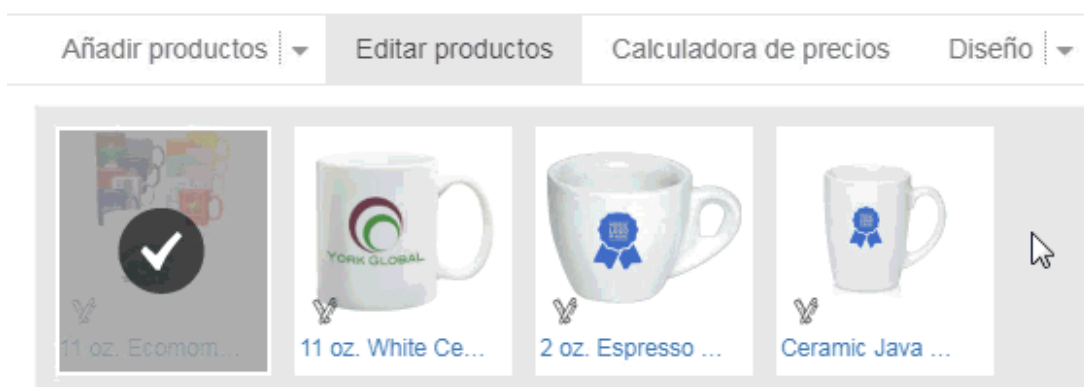 Añadir productos
Editar productos
Calculadora de precios
Diseño
YORK GLOBAL
11 oz. Ecomom...
11 oz. White Ce...
2 oz. Espresso ...
Ceramic Java ...